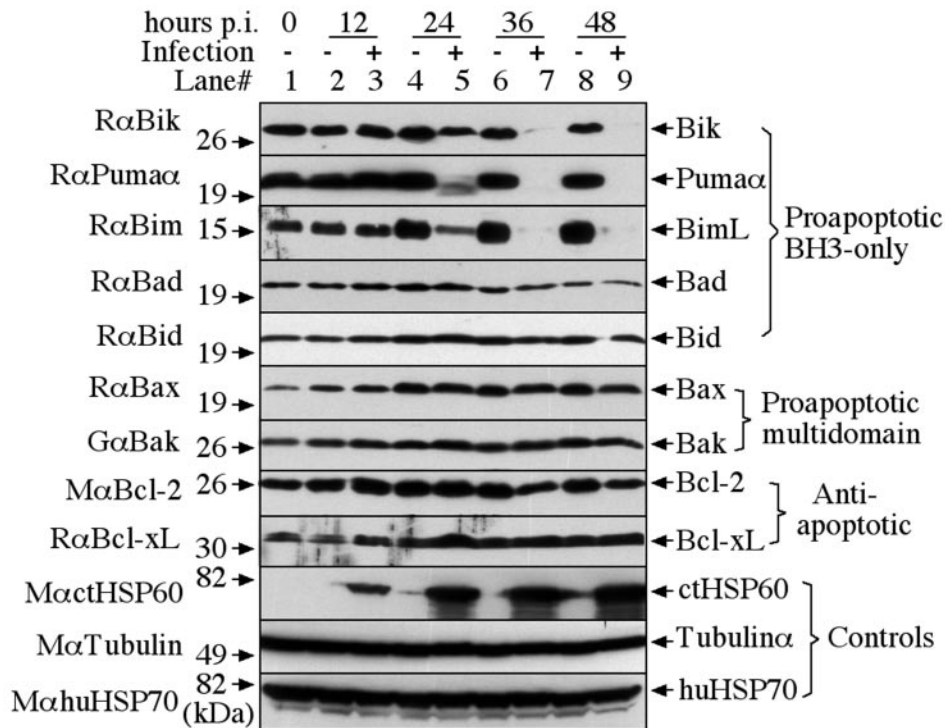 hours p.i. 0 12 24 36 48
Infection - - + - + - + - +
Lane# 1 2 3 4 5 6 7 8 9
RαBik 26 Bik
RαPumaα 19 Pumaα
RαBim 15 BimL
RαBad 19 Bad
RαBid 19 Bid
Proapoptotic
BH3-only
RαBax 19 Bax
GαBak 26 Bak
Proapoptotic
multidomain
MαBcl-2 26 Bcl-2
RαBcl-xL 30 Bcl-xL
Anti-
apoptotic
MαctHSP60 82 ctHSP60
MαTubulin 49 Tubulinα
MαhuHSP70 82 huHSP70
(kDa)
Controls